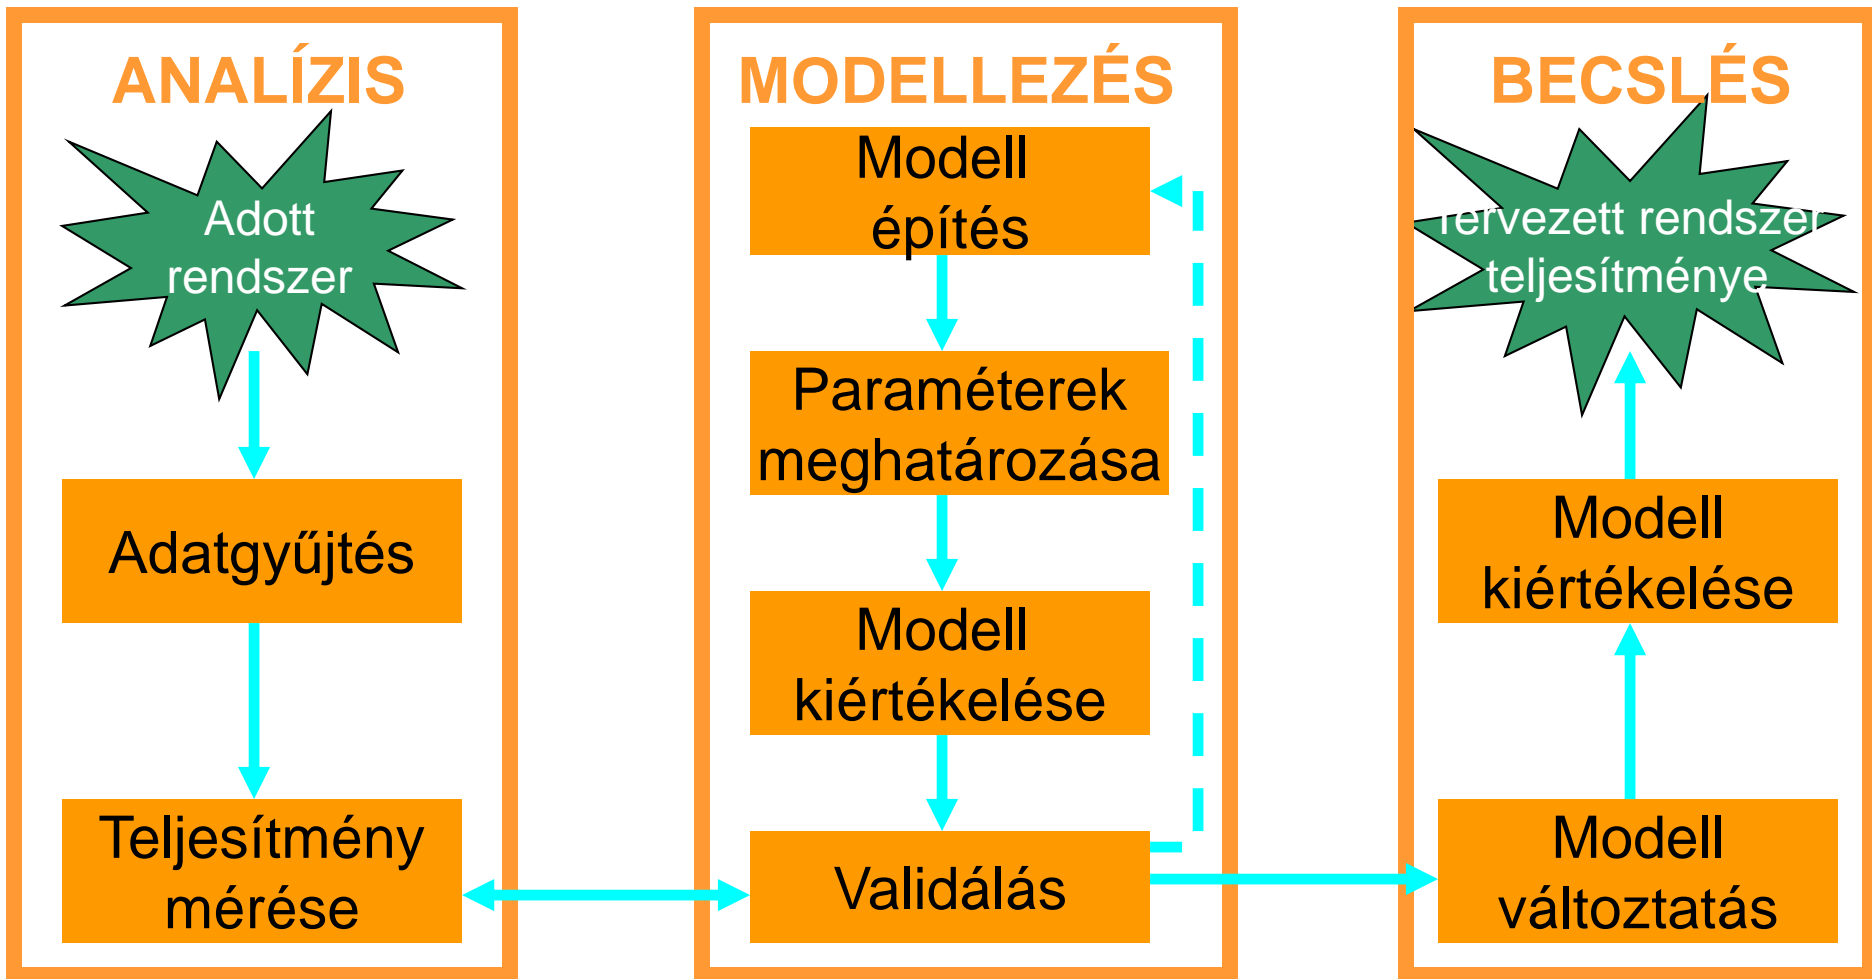 ANALÍZIS
Adott
rendszer
Adatgyűjtés
Teljesítmény
mérése
MODELLEZÉS
Modell
építés
Paraméterek
meghatározása
Modell
kiértékelése
Validálás
BECSLÉS
Tervezett rendszer
teljesítménye
Modell
kiértékelése
Modell
változtatás